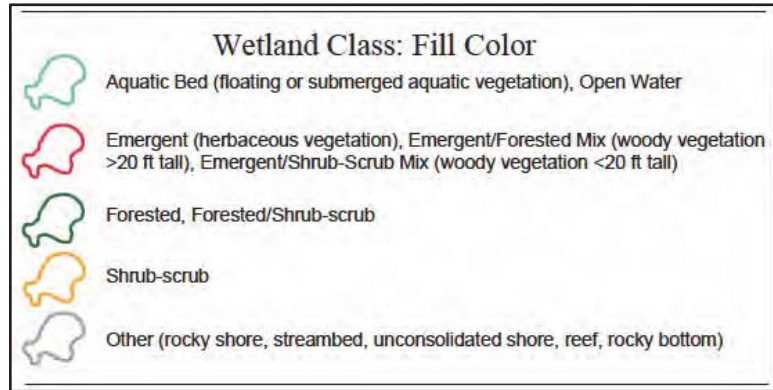 Wetland Class: Fill Color
Aquatic Bed (floating or submerged aquatic vegetation), Open Water
Emergent (herbaceous vegetation), Emergent/Forested Mix (woody vegetation
>20 ft tall), Emergent/Shrub-Scrub Mix (woody vegetation <20 ft tall)
Forested, Forested/Shrub-scrub
Shrub-scrub
Other (rocky shore, streambed, unconsolidated shore, reef, rocky bottom)